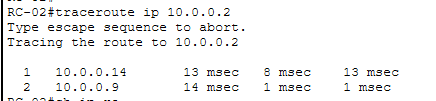 RC-02#traceroute ip 10.0.0.2
Type escape sequence to abort.
Tracing the route to 10.0.0.2
1 10.0.0.14 13 msec 8 msec 13 msec
2 10.0.0.9 14 msec 1 msec 1 msec